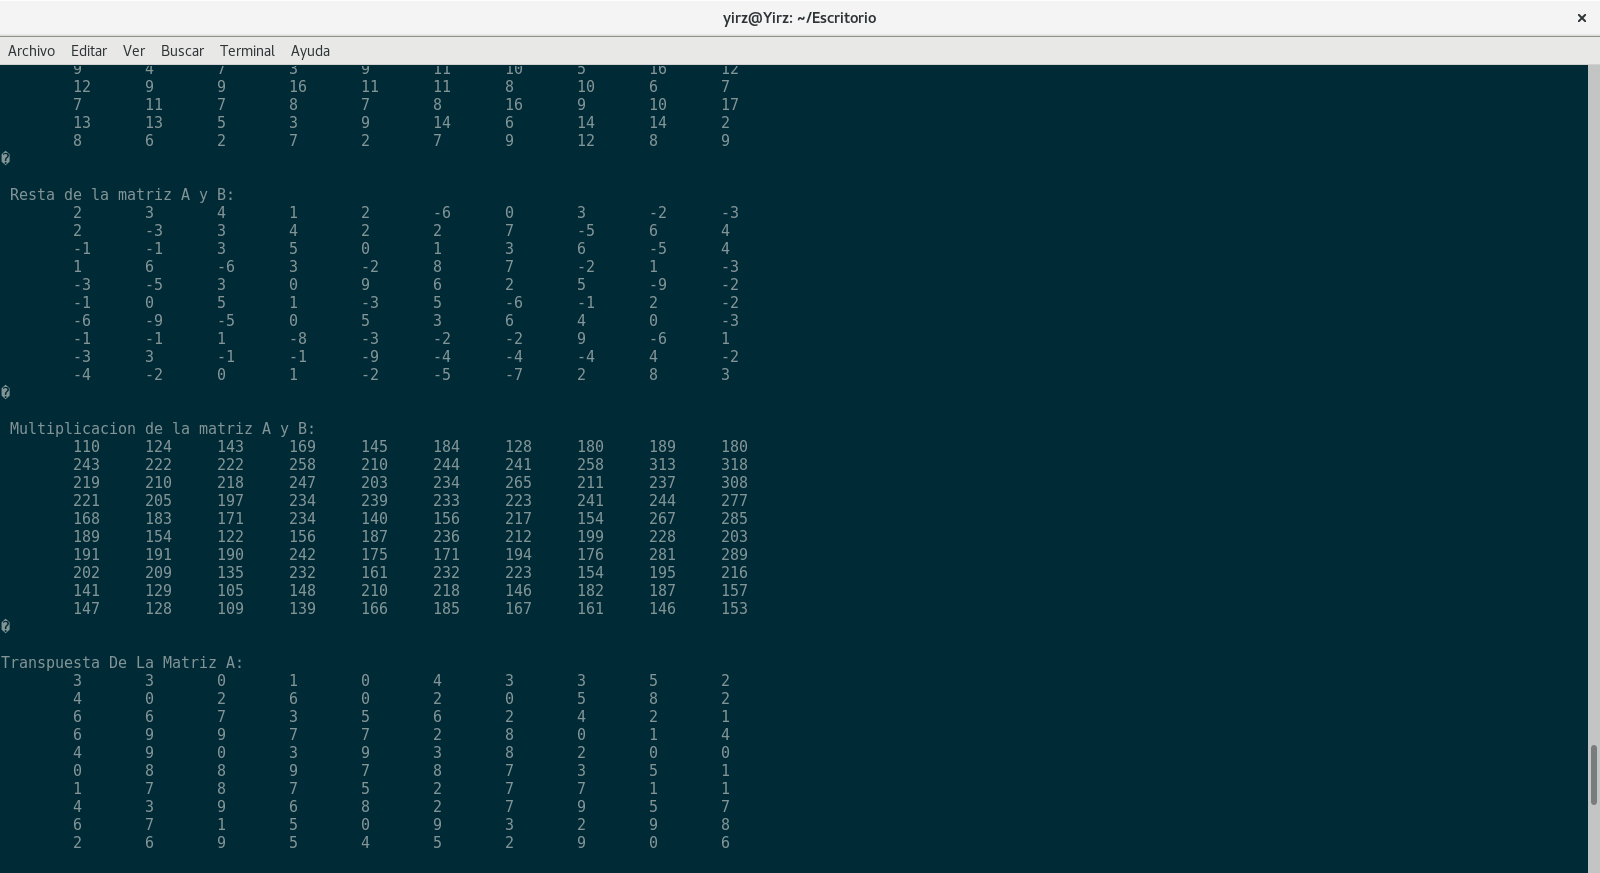 yirz@Yirz: ~/Escritorio ×
Archivo Editar Ver Buscar Terminal Ayuda
9 4 7 3 9 11 10 5 16 12
12 9 9 16 11 11 8 10 6 7
7 11 7 8 7 8 16 9 10 17
13 13 5 3 9 14 6 14 14 2
8 6 2 7 2 7 9 12 8 9
�
Resta de la matriz A y B:
2 3 4 1 2 -6 0 3 -2 -3
2 -3 3 4 2 2 7 -5 6 4
-1 -1 3 5 0 1 3 6 -5 4
1 6 -6 3 -2 8 7 -2 1 -3
-3 -5 3 0 9 6 2 5 -9 -2
-1 0 5 1 -3 5 -6 -1 2 -2
-6 -9 -5 0 5 3 6 4 0 -3
-1 -1 1 -8 -3 -2 -2 9 -6 1
-3 3 -1 -1 -9 -4 -4 -4 4 -2
-4 -2 0 1 -2 -5 -7 2 8 3
�
Multiplicacion de la matriz A y B:
110 124 143 169 145 184 128 180 189 180
243 222 222 258 210 244 241 258 313 318
219 210 218 247 203 234 265 211 237 308
221 205 197 234 239 233 223 241 244 277
168 183 171 234 140 156 217 154 267 285
189 154 122 156 187 236 212 199 228 203
191 191 190 242 175 171 194 176 281 289
202 209 135 232 161 232 223 154 195 216
141 129 105 148 210 218 146 182 187 157
147 128 109 139 166 185 167 161 146 153
�
Transpuesta De La Matriz A:
3 3 0 1 0 4 3 3 5 2
4 0 2 6 0 2 0 5 8 2
6 6 7 3 5 6 2 4 2 1
6 9 9 7 7 2 8 0 1 4
4 9 0 3 9 3 8 2 0 0
0 8 8 9 7 8 7 3 5 1
1 7 8 7 5 2 7 7 1 1
4 3 9 6 8 2 7 9 5 7
6 7 1 5 0 9 3 2 9 8
2 6 9 5 4 5 2 9 0 6